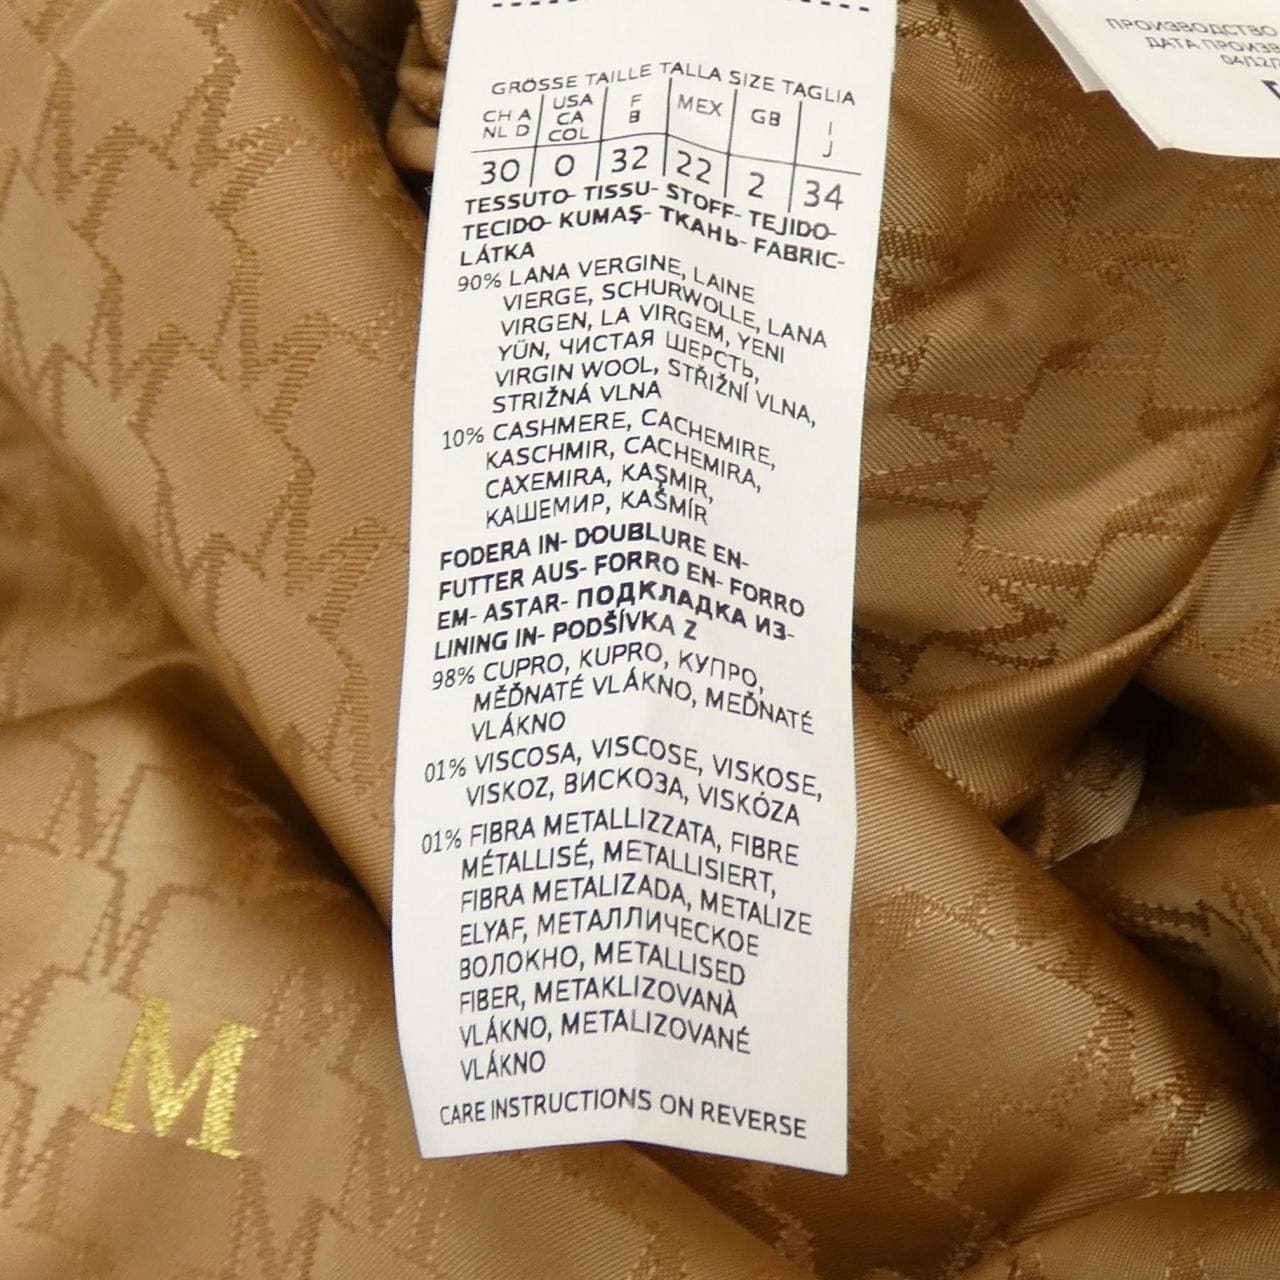 GRÖSSE TAILLE TALLA SIZE TAGLIA
CH A NL D USA CA COL F B MEX GB I J
30 0 32 22 2 34
TESSUTO- TISSU- STOFF- TEJIDO-
TECIDO- KUMAŞ- ТКАНЬ- FABRIC-
LÁTKA
90% LANA VERGINE, LAINE
VIERGE, SCHURWOLLE, LANA
VIRGEN, LA VIRGEM, YENI
YÜN, ЧИСТАЯ ШЕРСТЬ,
VIRGIN WOOL, STŘIŽNÍ VLNA,
STRIŽNÁ VLNA
10% CASHMERE, CACHEMIRE,
KASCHMIR, CACHEMIRA,
CAXEMIRA, KAŞMIR,
КАШЕМИР, KAŠMÍR
FODERA IN- DOUBLURE EN-
FUTTER AUS- FORRO EN- FORRO
EM- ASTAR- ПОДКЛАДКА ИЗ-
LINING IN- PODŠÍVKA Z
98% CUPRO, KUPRO, КУПРО,
MĚĎNATÉ VLÁKNO, MEĎNATÉ
VLÁKNO
01% VISCOSA, VISCOSE, VISKOSE,
VISKOZ, ВИСКОЗА, VISKÓZA
01% FIBRA METALLIZZATA, FIBRE
MÉTALLISÉ, METALLISIERT,
FIBRA METALIZADA, METALIZE
ELYAF, МЕТАЛЛИЧЕСКОЕ
ВОЛОКНО, METALLISED
FIBER, METAKLIZOVANÀ
VLÁKNO, METALIZOVANÉ
VLÁKNO
CARE INSTRUCTIONS ON REVERSE
ПРОИЗВОДСТВО
ДАТА
04/12/
M